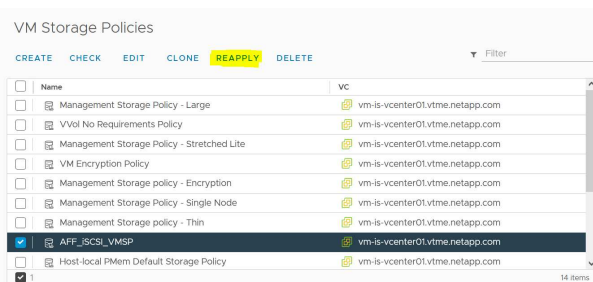 VM Storage Policies
CREATE CHECK EDIT CLONE REAPPLY DELETE Filter
Name VC
Management Storage Policy - Large vm-is-vcenter01.vtme.netapp.com
VVol No Requirements Policy vm-is-vcenter01.vtme.netapp.com
Management Storage Policy - Stretched Lite vm-is-vcenter01.vtme.netapp.com
VM Encryption Policy vm-is-vcenter01.vtme.netapp.com
Management Storage policy - Encryption vm-is-vcenter01.vtme.netapp.com
Management Storage Policy - Single Node vm-is-vcenter01.vtme.netapp.com
Management Storage policy - Thin vm-is-vcenter01.vtme.netapp.com
AFF_iSCSI_VMSP vm-is-vcenter01.vtme.netapp.com
Host-local PMem Default Storage Policy vm-is-vcenter01.vtme.netapp.com
1 14 items